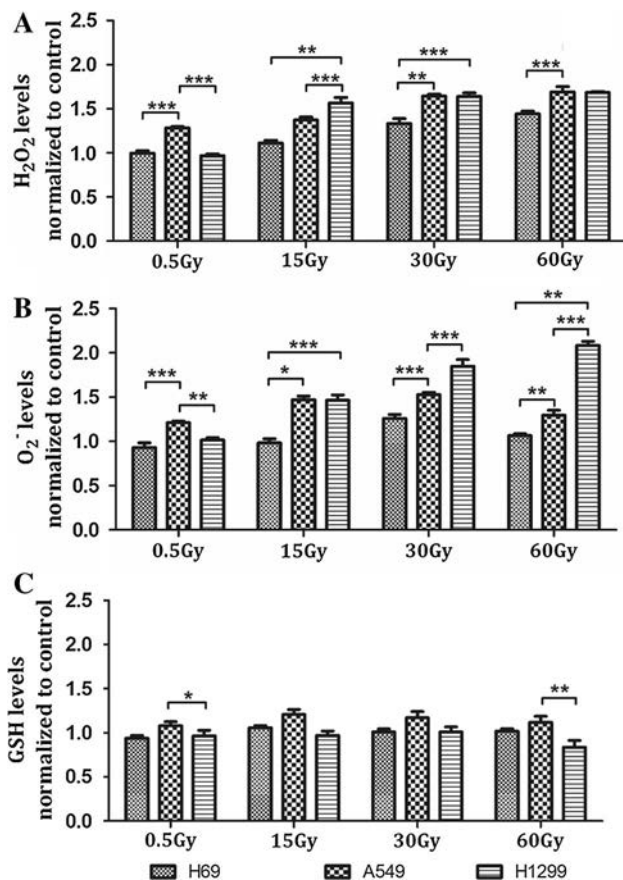 A
H₂O₂ levels
normalized to control
2.5
2.0
1.5
1.0
0.5
0.0
*** ***
** ***
** ***
***
0.5Gy 15Gy 30Gy 60Gy
B
O₂⁻ levels
normalized to control
2.5
2.0
1.5
1.0
0.5
0.0
*** **
* ***
*** ***
** *** **
0.5Gy 15Gy 30Gy 60Gy
C
GSH levels
normalized to control
2.5
2.0
1.5
1.0
0.5
0.0
*
**
0.5Gy 15Gy 30Gy 60Gy
H69 A549 H1299